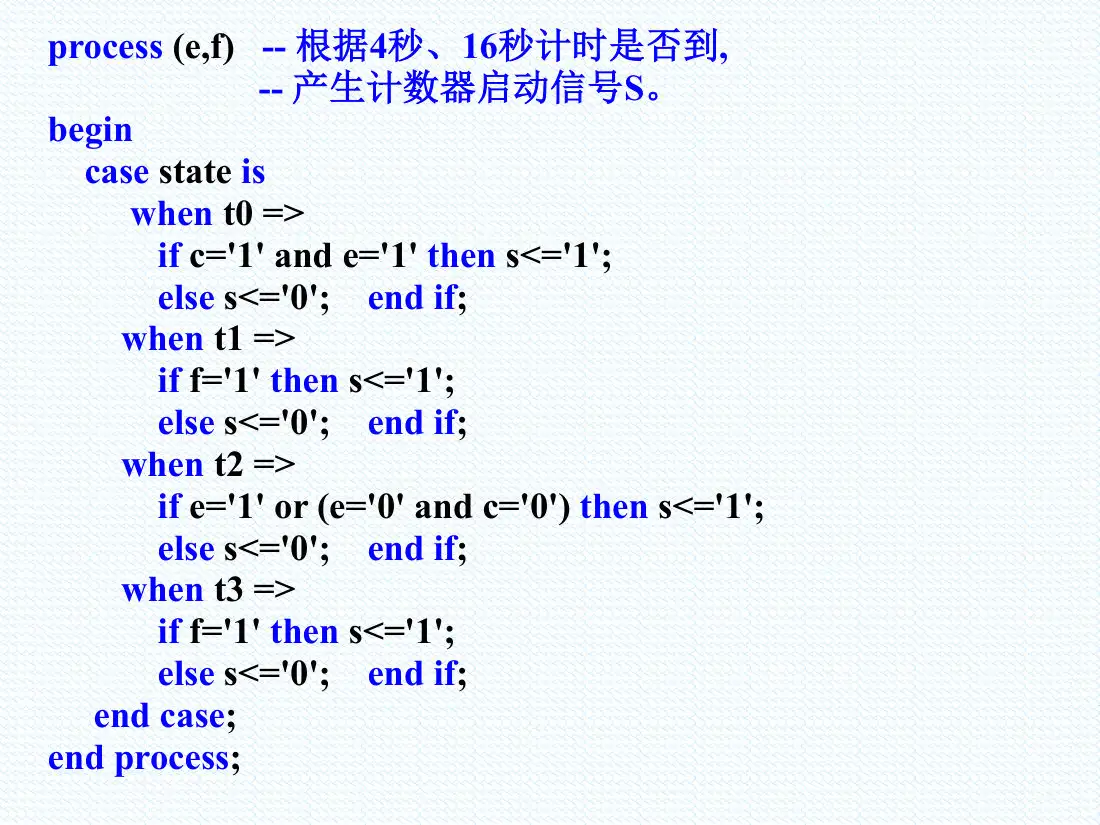 process (e,f) -- 根据4秒、16秒计时是否到,
-- 产生计数器启动信号S。
begin
case state is
when t0 =>
if c='1' and e='1' then s<='1';
else s<='0'; end if;
when t1 =>
if f='1' then s<='1';
else s<='0'; end if;
when t2 =>
if e='1' or (e='0' and c='0') then s<='1';
else s<='0'; end if;
when t3 =>
if f='1' then s<='1';
else s<='0'; end if;
end case;
end process;